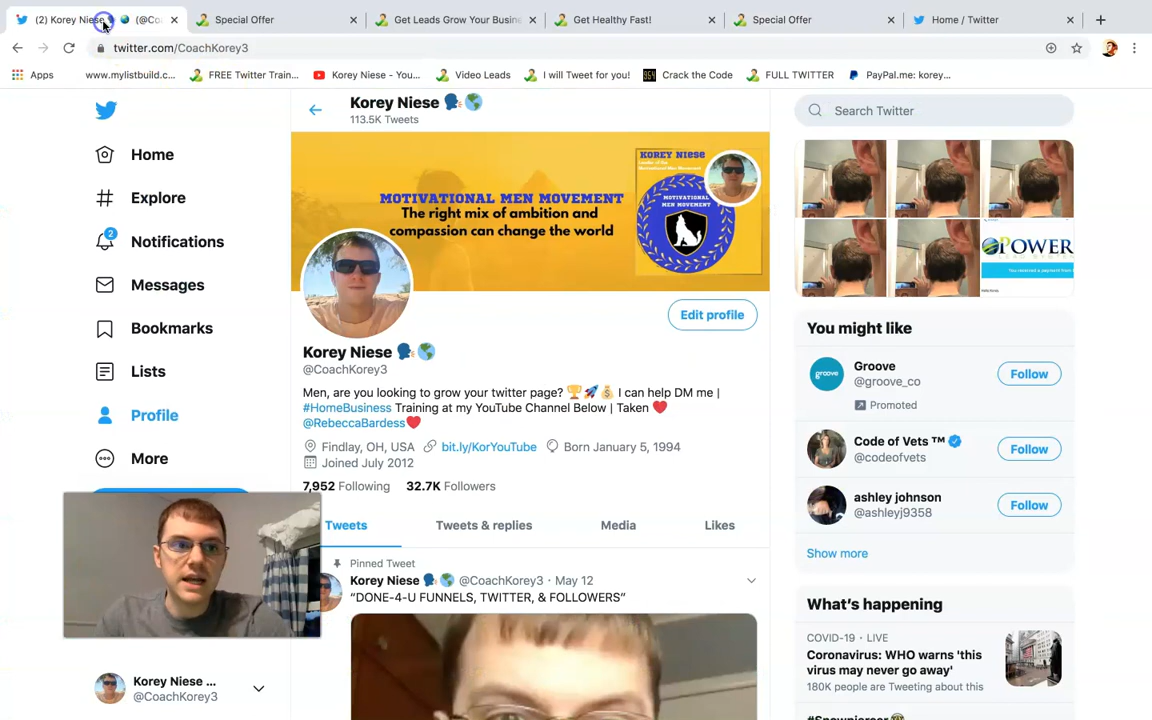 (2) Korey Niese (@Co
Special Offer
Get Leads Grow Your Busin
Get Healthy Fast!
Special Offer
Home / Twitter
twitter.com/CoachKorey3
Apps
www.mylistbuild.c...
FREE Twitter Train...
Korey Niese - You...
Video Leads
I will Tweet for you!
Crack the Code
FULL TWITTER
PayPal.me: korey...
Korey Niese 🗣️🌎
113.5K Tweets
Search Twitter
Home
Explore
2
Notifications
Messages
Bookmarks
Lists
Profile
More
MOTIVATIONAL MEN MOVEMENT
The right mix of ambition and
compassion can change the world
KOREY NIESE
MOTIVATIONAL
MEN MOVEMENT
POWER
Edit profile
Korey Niese 🗣️🌎
@CoachKorey3
Men, are you looking to grow your twitter page? 🏆🚀💰 I can help DM me |
#HomeBusiness Training at my YouTube Channel Below | Taken ❤️
@RebeccaBardess❤️
Findlay, OH, USA bit.ly/KorYouTube Born January 5, 1994
Joined July 2012
7,952 Following 32.7K Followers
Tweets
Tweets & replies
Media
Likes
Pinned Tweet
Korey Niese 🗣️🌎 @CoachKorey3 · May 12
“DONE-4-U FUNNELS, TWITTER, & FOLLOWERS”
You might like
Groove
@groove_co
Follow
Promoted
Code of Vets ™
@codeofvets
Follow
ashley johnson
@ashleyj9358
Follow
Show more
What's happening
COVID-19 · LIVE
Coronavirus: WHO warns 'this
virus may never go away'
180K people are Tweeting about this
Korey Niese ...
@CoachKorey3